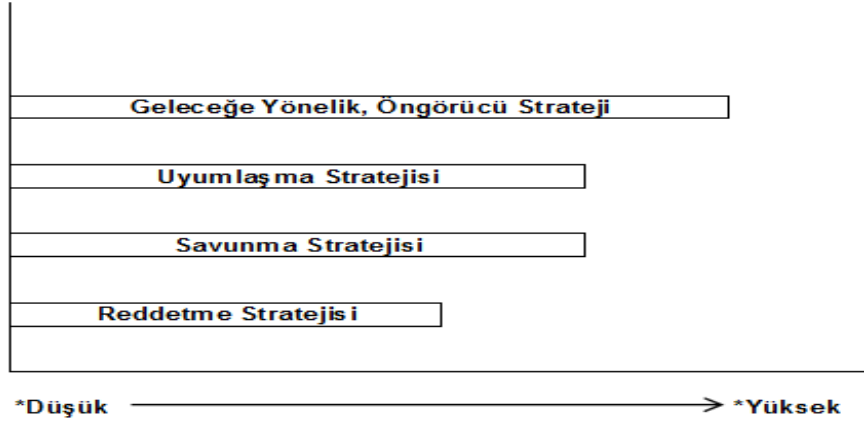 Geleceğe Yönelik, Öngörücü Strateji
Uyumlaşma Stratejisi
Savunma Stratejisi
Reddetme Stratejisi
*Düşük *Yüksek